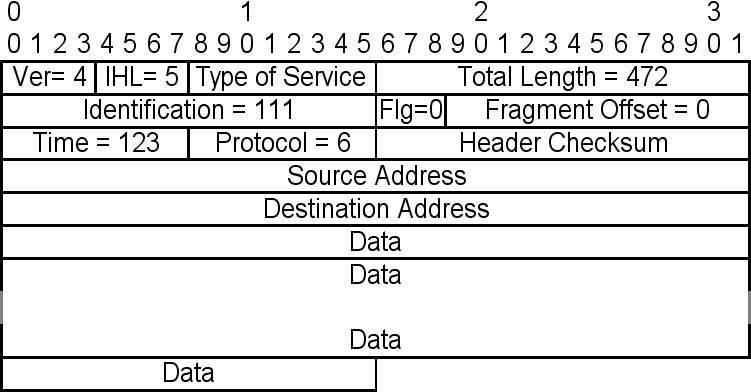 0 1 2 3
0 1 2 3 4 5 6 7 8 9 0 1 2 3 4 5 6 7 8 9 0 1 2 3 4 5 6 7 8 9 0 1
Ver= 4 IHL= 5 Type of Service Total Length = 472
Identification = 111 Flg=0 Fragment Offset = 0
Time = 123 Protocol = 6 Header Checksum
Source Address
Destination Address
Data
Data
Data
Data